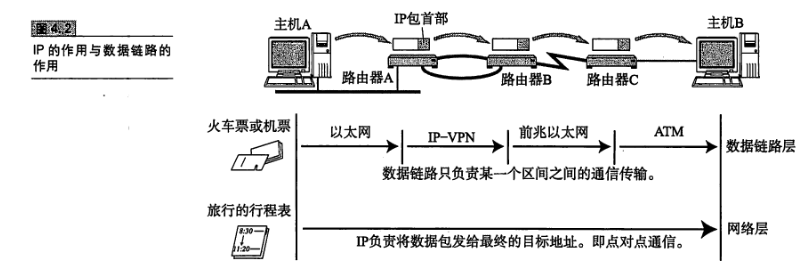 图4.2
IP 的作用与数据链路的
作用
主机A
IP包首部
主机B
路由器A
路由器B
路由器C
火车票或机票
以太网
IP-VPN
前兆以太网
ATM
数据链路层
数据链路只负责某一个区间之间的通信传输。
旅行的行程表
8:30
11:20
网络层
IP负责将数据包发给最终的目标地址。即点对点通信。